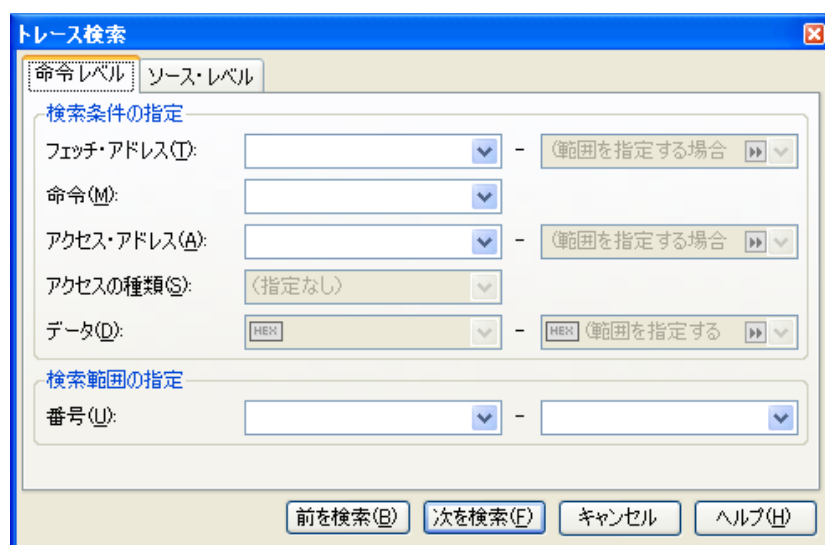 トレース検索
命令レベル ソース・レベル
検索条件の指定
フェッチ・アドレス(T): - (範囲を指定する場合
命令(M):
アクセス・アドレス(A): - (範囲を指定する場合
アクセスの種類(S): (指定なし)
データ(D): HEX - HEX (範囲を指定する
検索範囲の指定
番号(U): -
前を検索(B) 次を検索(F) キャンセル ヘルプ(H)